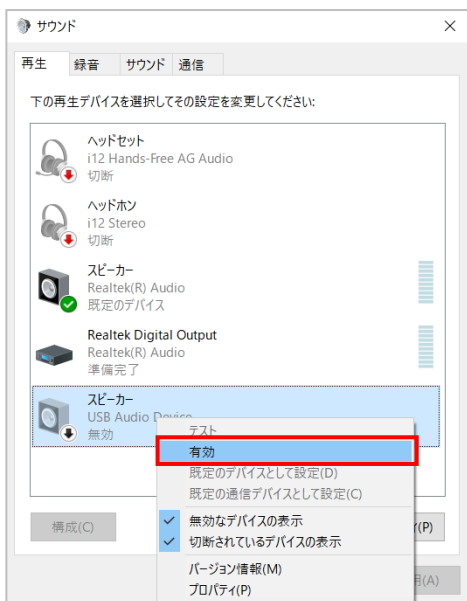 サウンド
再生 録音 サウンド 通信
下の再生デバイスを選択してその設定を変更してください:
ヘッドセット
i12 Hands-Free AG Audio
切断
ヘッドホン
i12 Stereo
切断
スピーカー
Realtek(R) Audio
既定のデバイス
Realtek Digital Output
Realtek(R) Audio
準備完了
スピーカー
USB Audio Device
無効
テスト
有効
既定のデバイスとして設定(D)
既定の通信デバイスとして設定(C)
無効なデバイスの表示
切断されているデバイスの表示
バージョン情報(M)
プロパティ(P)
構成(C)
(P)
(A)